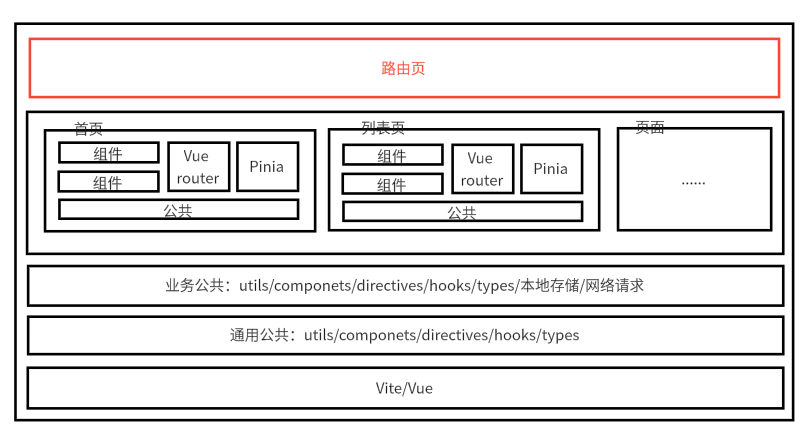 路由页
首页
组件
组件
Vue
router
Pinia
公共
列表页
组件
组件
Vue
router
Pinia
公共
页面
......
业务公共：utils/componets/directives/hooks/types/本地存储/网络请求
通用公共：utils/componets/directives/hooks/types
Vite/Vue